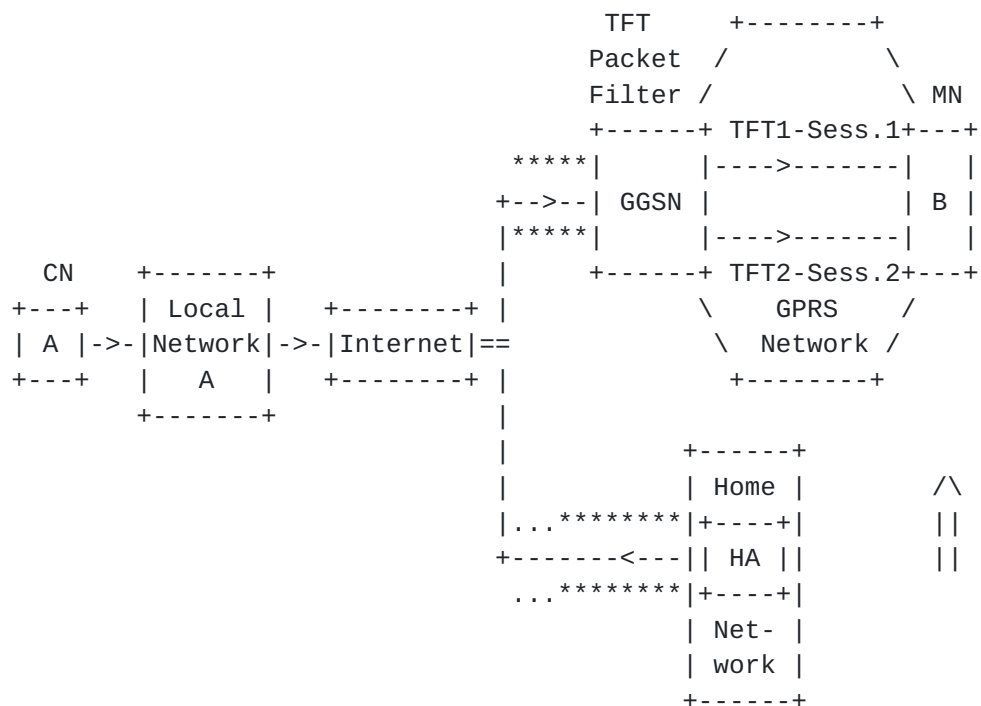 TFT     +--------+
                                     Packet  /          \
                                     Filter /            \ MN
                                     +------+ TFT1-Sess.1+---+
                                *****|      |---->-------|   |
                               +-->--| GGSN |            | B |
                               |*****|      |---->-------|   |
  CN    +-------+              |     +------+ TFT2-Sess.2+---+
+---+   | Local |   +--------+ |            \    GPRS    /
| A |->-|Network|->-|Internet|==             \  Network /
+---+   |   A   |   +--------+ |              +--------+
        +-------+              |
                               |           +------+
                               |           | Home |        /\
                               |...********|+----+|        ||
                               +-------<---|| HA ||        ||
                                ...********|+----+|
                                           | Net- |
                                           | work |
                                           +------+